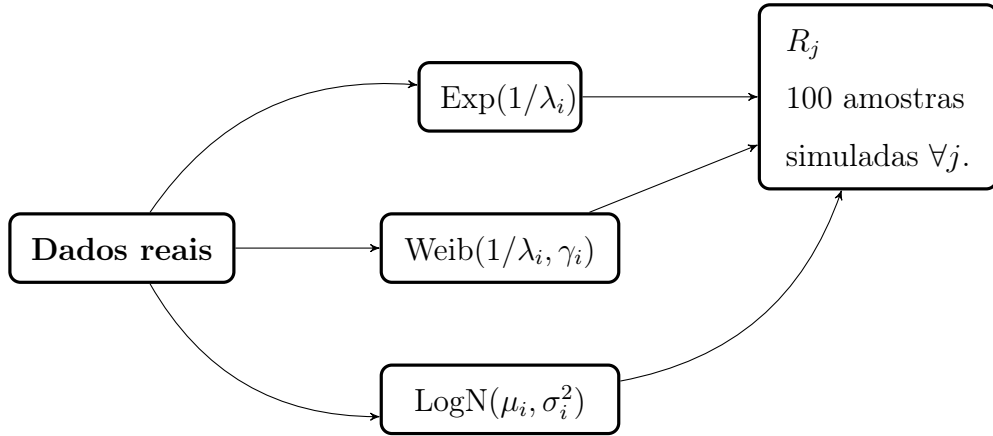 Dados reais
Exp(1/λ_i)
Weib(1/λ_i, γ_i)
LogN(μ_i, σ_i^2)
R_j
100 amostras
simuladas ∀j.